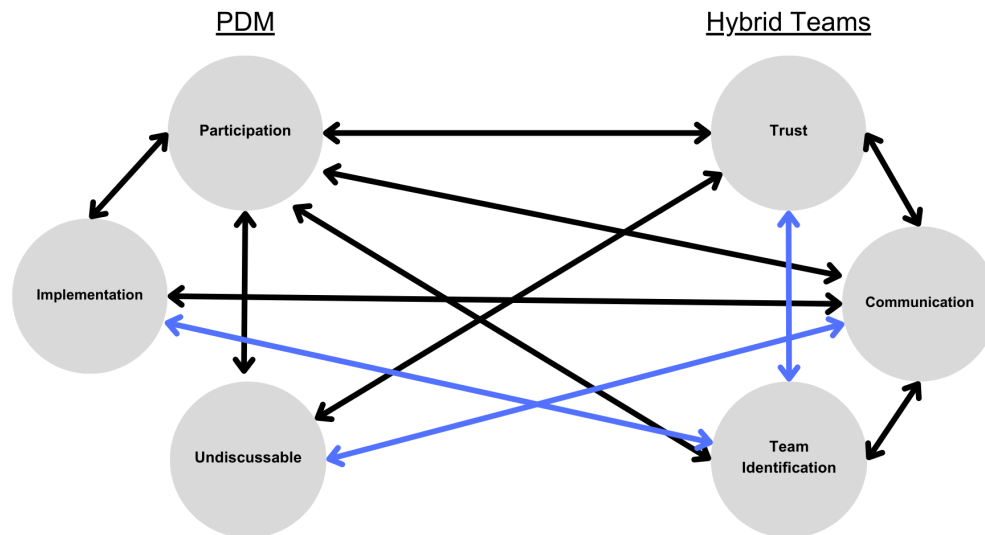 PDM
Hybrid Teams
Participation
Trust
Implementation
Communication
Undiscussable
Team
Identification